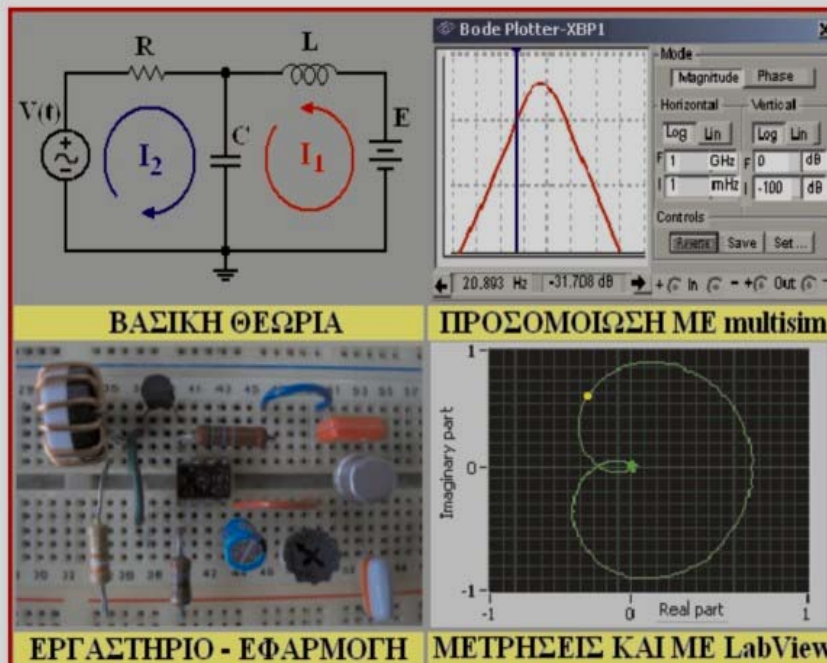 R
L
V(t)
C
E
I2
I1
ΒΑΣΙΚΗ ΘΕΩΡΙΑ
Bode Plotter-XBP1
Mode
Magnitude Phase
Horizontal Vertical
Log Lin Log Lin
F 1 GHz F 0 dB
I 1 mHz I -100 dB
Controls
Reverse Save Set...
20.893 Hz -31.708 dB + In - + Out -
ΠΡΟΣΟΜΟΙΩΣΗ ΜΕ multisim
ΕΡΓΑΣΤΗΡΙΟ - ΕΦΑΡΜΟΓΗ
1
0
-1
Imaginary part
-1 0 1
Real part
ΜΕΤΡΗΣΕΙΣ ΚΑΙ ΜΕ LabView